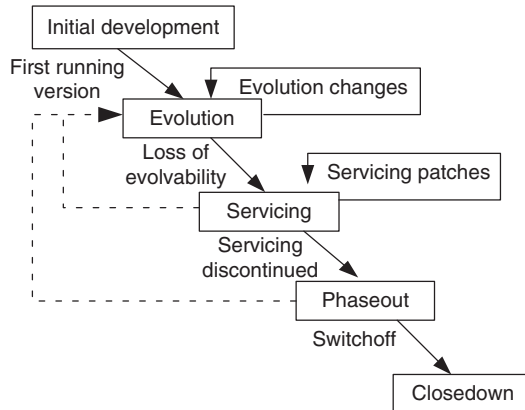 Initial development
First running
version
Evolution changes
Evolution
Loss of
evolvability
Servicing patches
Servicing
Servicing
discontinued
Phaseout
Switchoff
Closedown